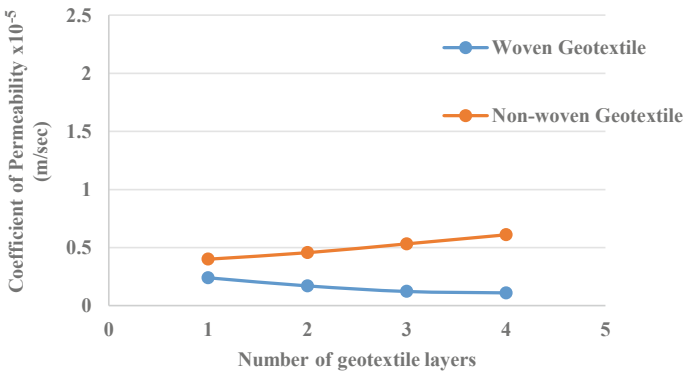 Coefficient of Permeability x10-5
(m/sec)
2.5
2
1.5
1
0.5
0
Woven Geotextile
Non-woven Geotextile
0 1 2 3 4 5
Number of geotextile layers